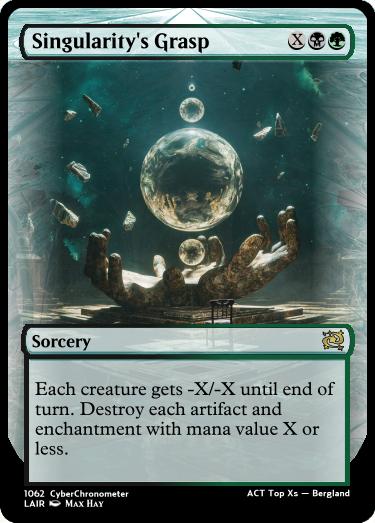 Singularity's Grasp X
Sorcery
Each creature gets -X/-X until end of
turn. Destroy each artifact and
enchantment with mana value X or
less.
1062 CyberChronometer ACT Top Xs — Bergland
LAIR Max Hay